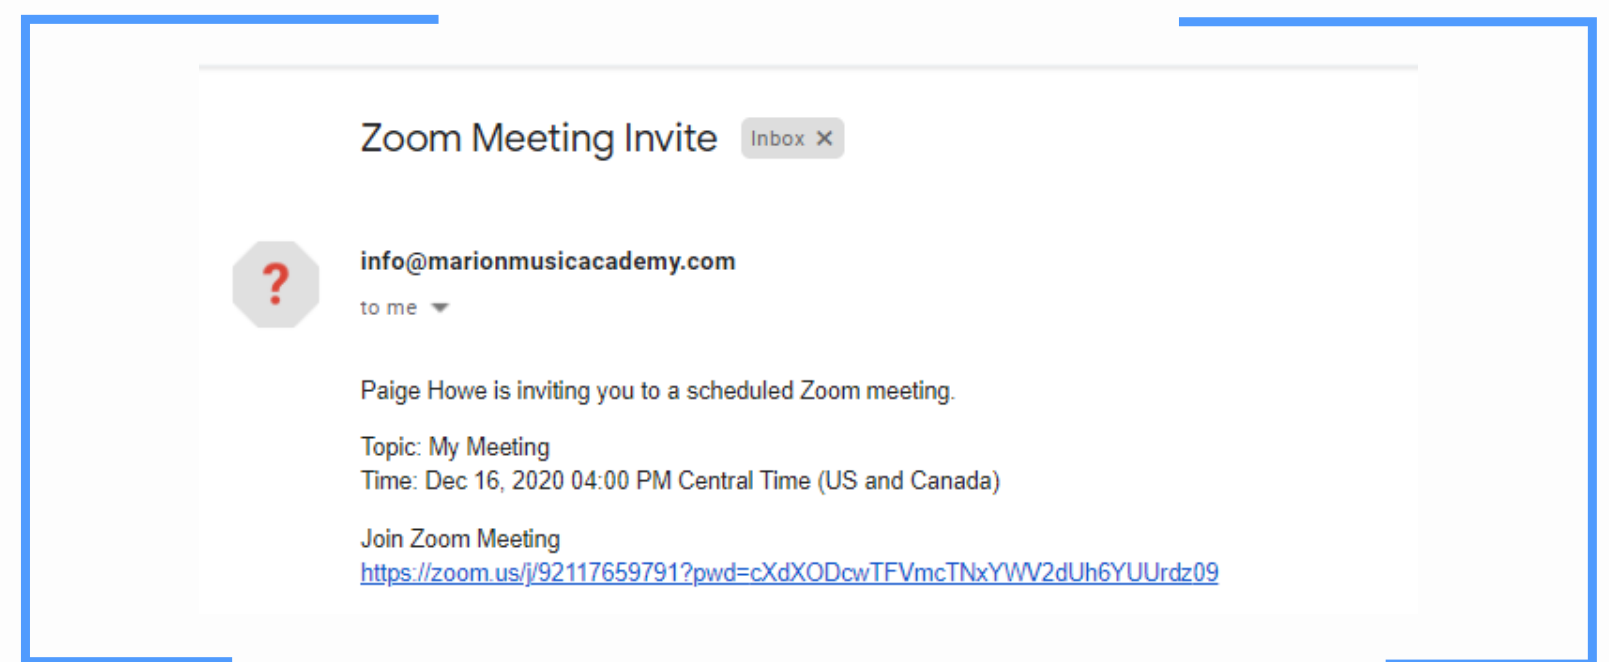 Zoom Meeting Invite Inbox ×
?
info@marionmusicacademy.com
to me
Paige Howe is inviting you to a scheduled Zoom meeting.
Topic: My Meeting
Time: Dec 16, 2020 04:00 PM Central Time (US and Canada)
Join Zoom Meeting
https://zoom.us/j/92117659791?pwd=cXdXODcwTFVmcTNxYWV2dUh6YUUrdz09